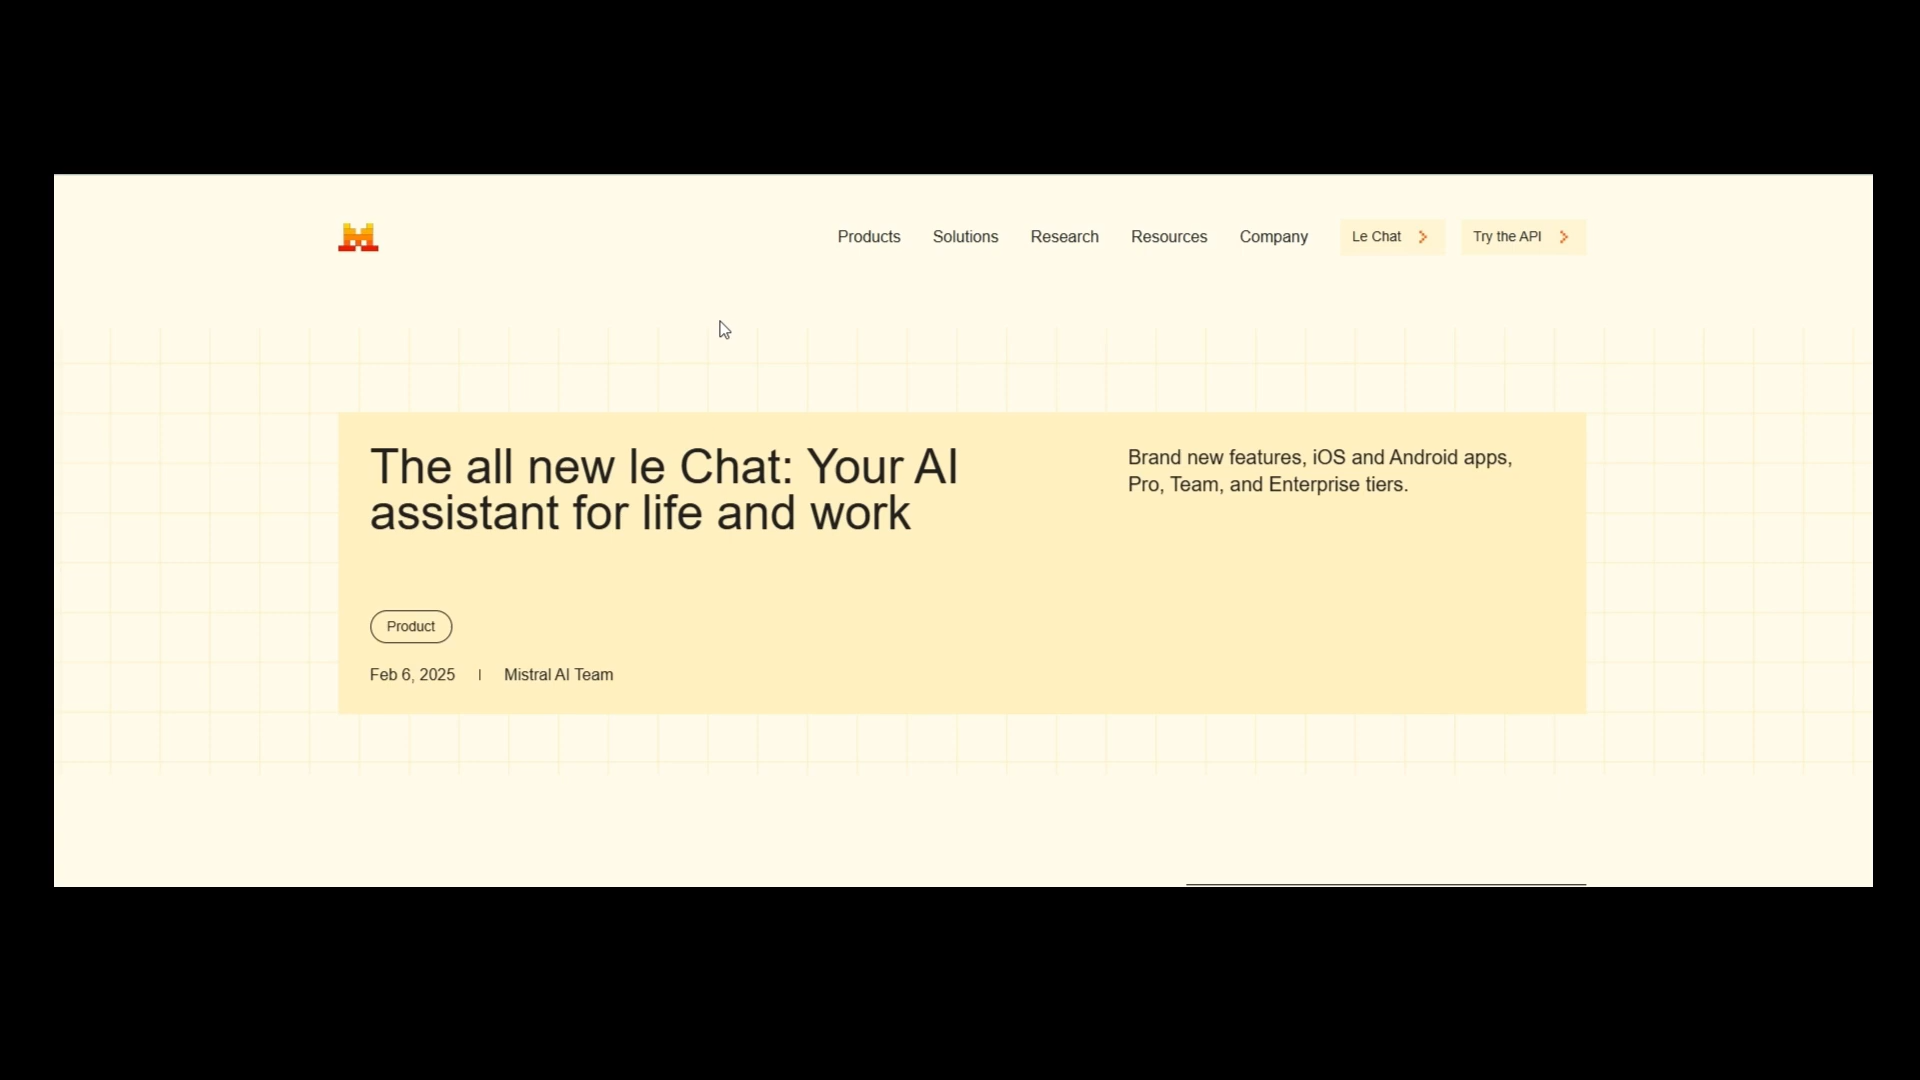 Products Solutions Research Resources Company Le Chat Try the API
The all new le Chat: Your AI
assistant for life and work
Brand new features, iOS and Android apps,
Pro, Team, and Enterprise tiers.
Product
Feb 6, 2025 | Mistral AI Team